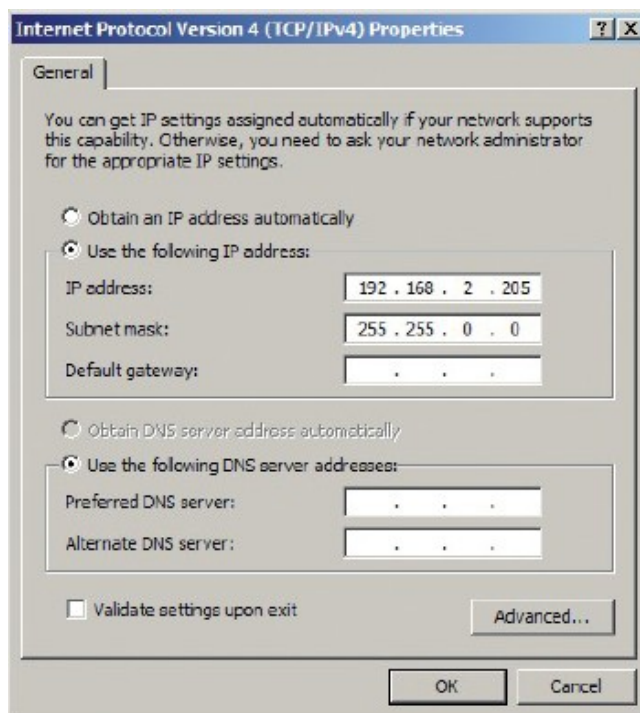 Internet Protocol Version 4 (TCP/IPv4) Properties
General
You can get IP settings assigned automatically if your network supports
this capability. Otherwise, you need to ask your network administrator
for the appropriate IP settings.
Obtain an IP address automatically
Use the following IP address:
IP address: 192 . 168 . 2 . 205
Subnet mask: 255 . 255 . 0 . 0
Default gateway: . . .
Obtain DNS server address automatically
Use the following DNS server addresses:
Preferred DNS server: . . .
Alternate DNS server: . . .
Validate settings upon exit
Advanced...
OK Cancel